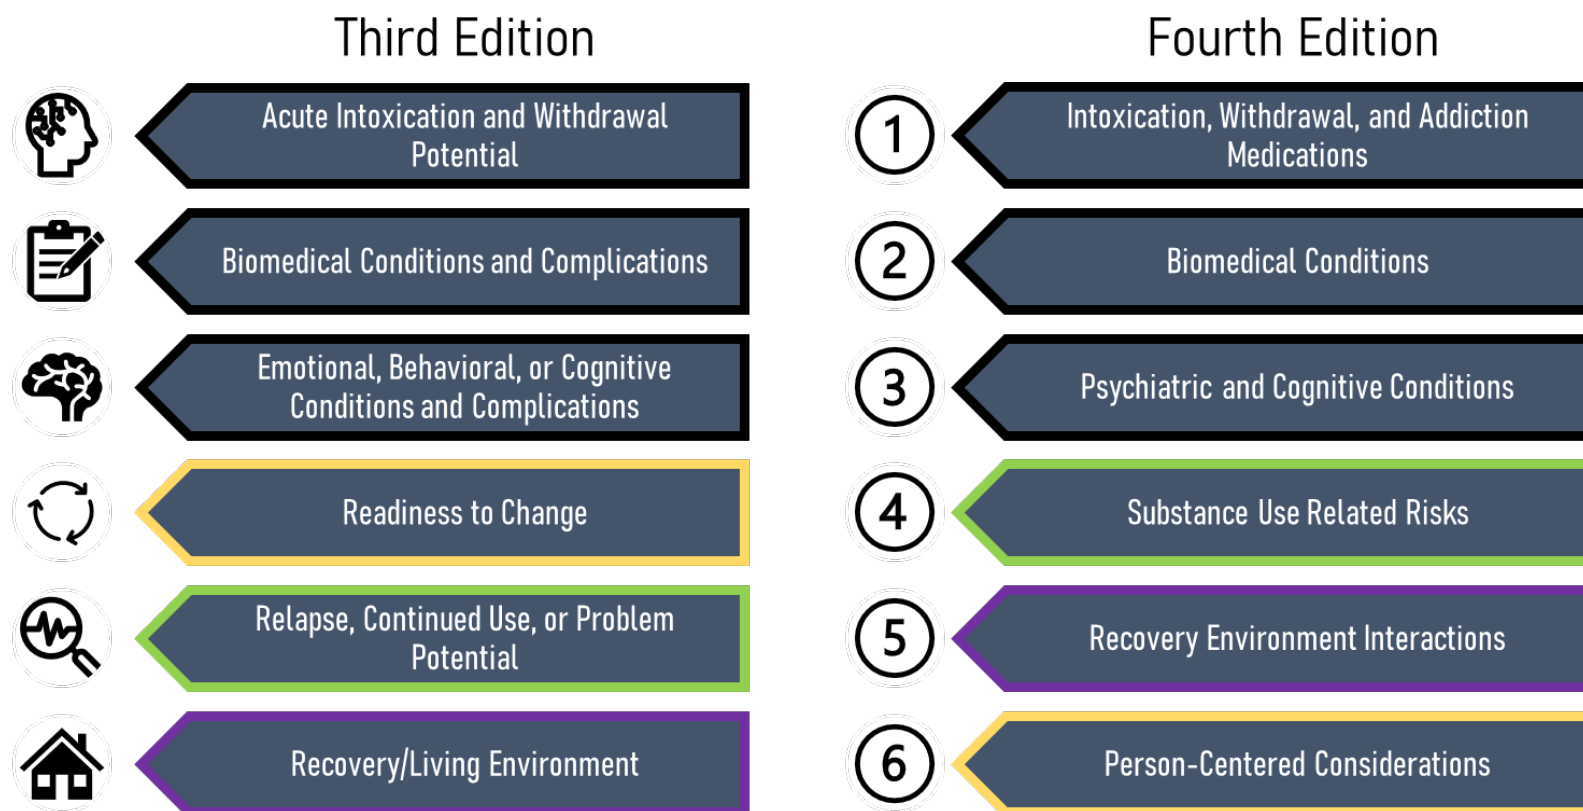 Third Edition
Acute Intoxication and Withdrawal
Potential
Biomedical Conditions and Complications
Emotional, Behavioral, or Cognitive
Conditions and Complications
Readiness to Change
Relapse, Continued Use, or Problem
Potential
Recovery/Living Environment
Fourth Edition
1
Intoxication, Withdrawal, and Addiction
Medications
2
Biomedical Conditions
3
Psychiatric and Cognitive Conditions
4
Substance Use Related Risks
5
Recovery Environment Interactions
6
Person-Centered Considerations